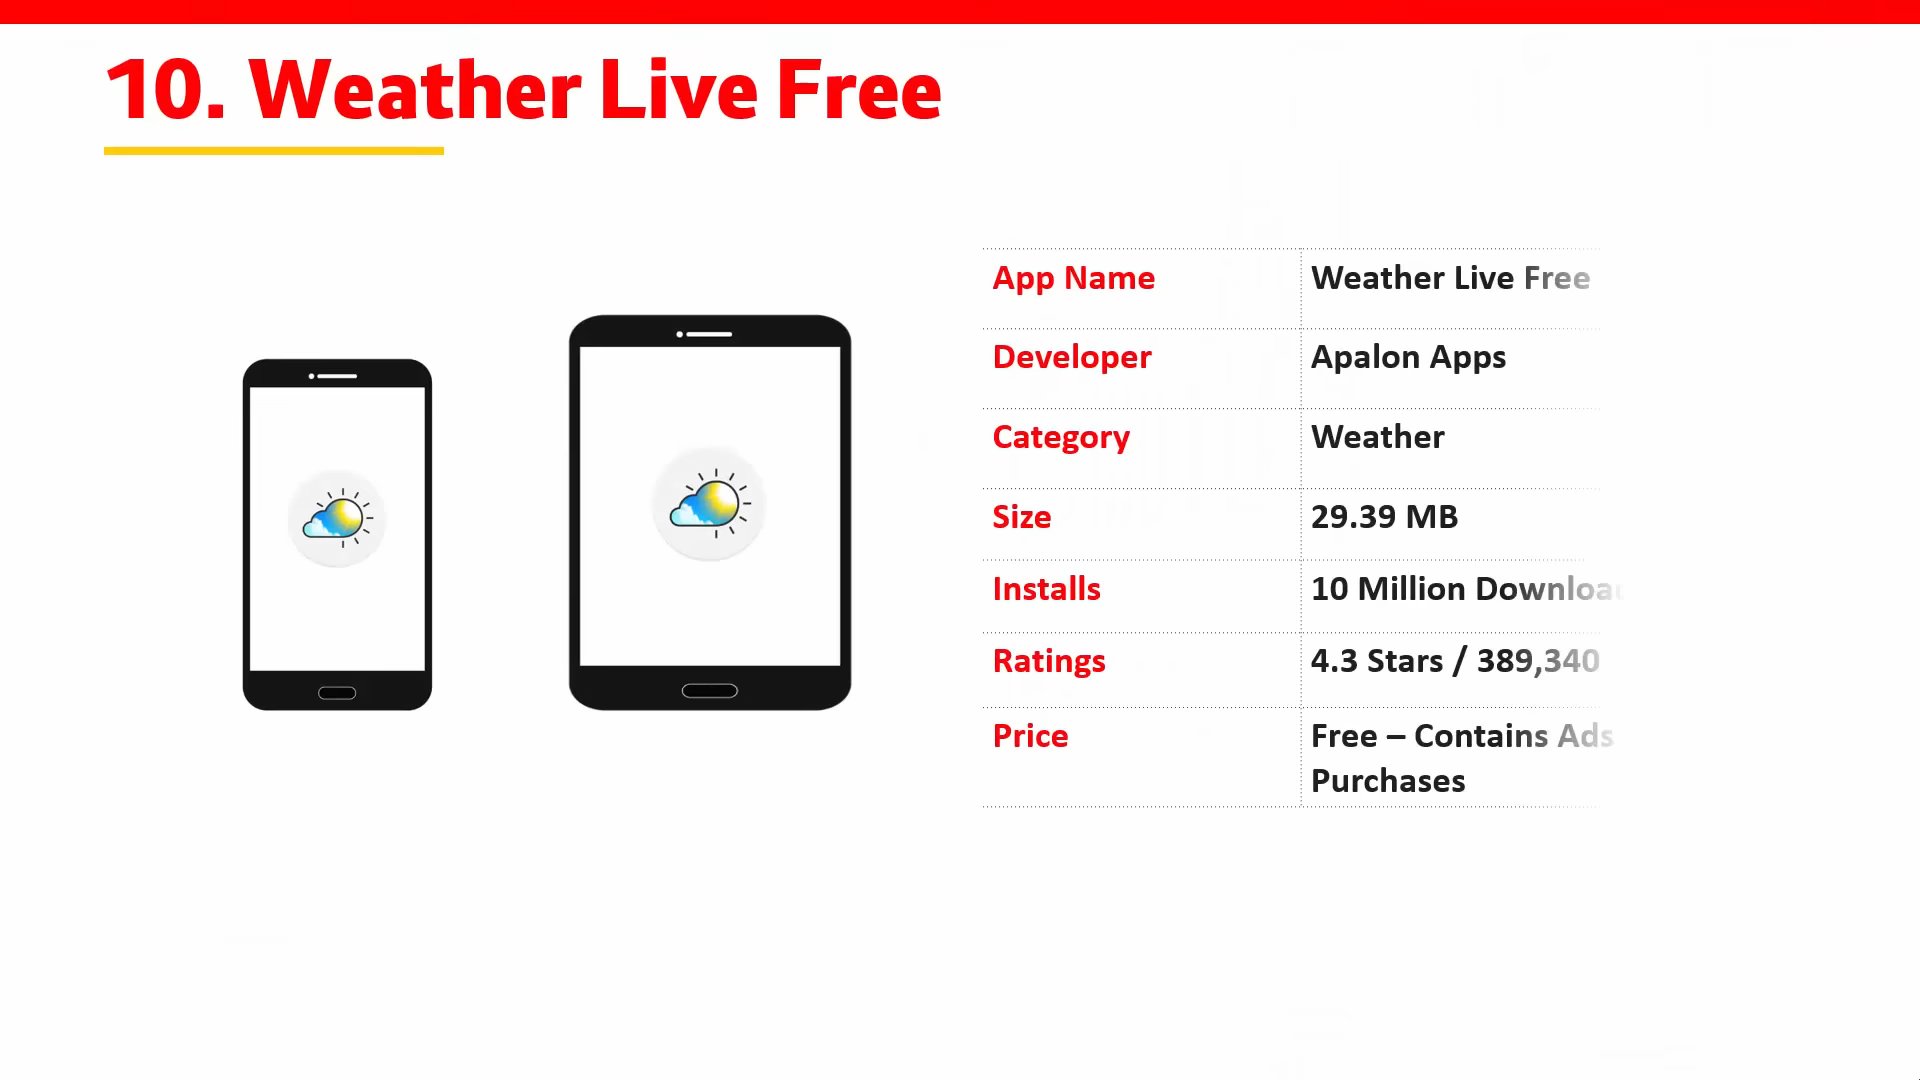 10. Weather Live Free
App Name Weather Live Free
Developer Apalon Apps
Category Weather
Size 29.39 MB
Installs 10 Million
Ratings 4.3 Stars / 389,340
Price Free – Contains Ads
Purchases